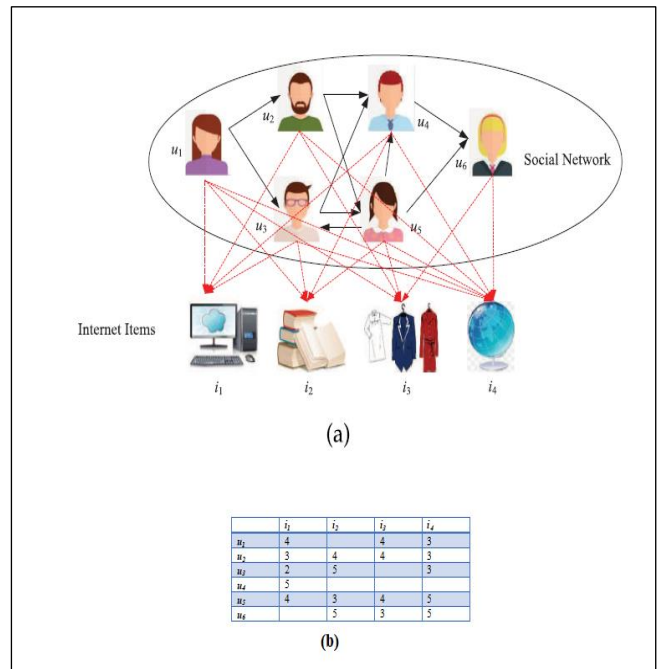 u2
u4
u1
u6
Social Network
u3
u5
Internet Items
i1
i2
i3
i4
(a)
i1 i2 i3 i4
u1 4 4 3
u2 3 4 4 3
u3 2 5 3
u4 5
u5 4 3 4 5
u6 5 3 5
(b)